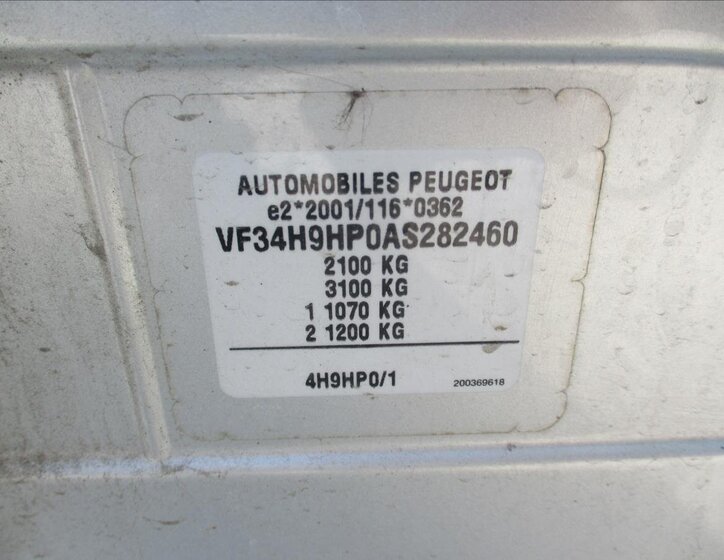 AUTOMOBILES PEUGEOT
e2*2001/116*0362
VF34H9HP0AS282460
2100 KG
3100 KG
1 1070 KG
2 1200 KG
4H9HP0/1 200369618